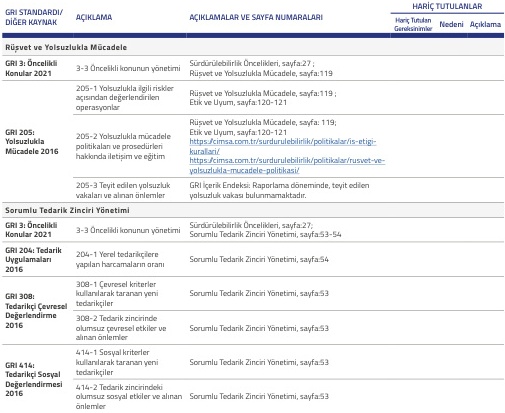 HARİÇ TUTULANLAR
GRI STANDARDI/
DİĞER KAYNAK
AÇIKLAMA
AÇIKLAMALAR VE SAYFA NUMARALARI
Hariç Tutulan
Gereksinimler
Nedeni
Açıklama
Rüşvet ve Yolsuzlukla Mücadele
GRI 3: Öncelikli
Konular 2021
3-3 Öncelikli konunun yönetimi
Sürdürülebilirlik Öncelikleri, sayfa:27 ;
Rüşvet ve Yolsuzlukla Mücadele, sayfa:119
GRI 205:
Yolsuzlukla
Mücadele 2016
205-1 Yolsuzlukla ilgili riskler
açısından değerlendirilen
operasyonlar
Rüşvet ve Yolsuzlukla Mücadele, sayfa:119 ;
Etik ve Uyum, sayfa:120-121
205-2 Yolsuzlukla mücadele
politikaları ve prosedürleri
hakkında iletişim ve eğitim
Rüşvet ve Yolsuzlukla Mücadele, sayfa: 119;
Etik ve Uyum, sayfa:120-121
https://cimsa.com.tr/surdurulebilirlik/politikalar/is-etigi-
kurallari/
https://cimsa.com.tr/surdurulebilirlik/politikalar/rusvet-ve-
yolsuzlukla-mucadele-politikasi/
205-3 Teyit edilen yolsuzluk
vakaları ve alınan önlemler
GRI İçerik Endeksi: Raporlama döneminde, teyit edilen
yolsuzluk vakası bulunmamaktadır.
Sorumlu Tedarik Zinciri Yönetimi
GRI 3: Öncelikli
Konular 2021
3-3 Öncelikli konunun yönetimi
Sürdürülebilirlik Öncelikleri, sayfa:27;
Sorumlu Tedarik Zinciri Yönetimi, sayfa:53-54
GRI 204: Tedarik
Uygulamaları
2016
204-1 Yerel tedarikçilere
yapılan harcamaların oranı
Sorumlu Tedarik Zinciri Yönetimi, sayfa:54
GRI 308:
Tedarikçi Çevresel
Değerlendirme
2016
308-1 Çevresel kriterler
kullanılarak taranan yeni
tedarikçiler
Sorumlu Tedarik Zinciri Yönetimi, sayfa:53
308-2 Tedarik zincirinde
olumsuz çevresel etkiler ve
alınan önlemler
Sorumlu Tedarik Zinciri Yönetimi, sayfa:53
GRI 414:
Tedarikçi Sosyal
Değerlendirmesi
2016
414-1 Sosyal kriterler
kullanılarak taranan yeni
tedarikçiler
Sorumlu Tedarik Zinciri Yönetimi, sayfa:53
414-2 Tedarik zincirindeki
olumsuz sosyal etkiler ve alınan
önlemler
Sorumlu Tedarik Zinciri Yönetimi, sayfa:53